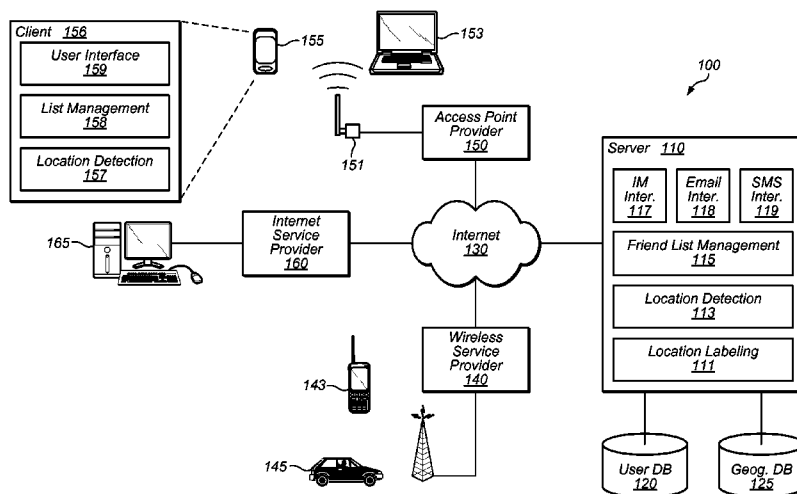 Client 156
User Interface
159
List Management
158
Location Detection
157
155
153
151
Access Point
Provider
150
100
Server 110
IM
Inter.
117
Email
Inter.
118
SMS
Inter.
119
Friend List Management
115
Location Detection
113
Location Labeling
111
165
Internet
Service
Provider
160
Internet
130
Wireless
Service
Provider
140
143
145
User DB
120
Geog. DB
125